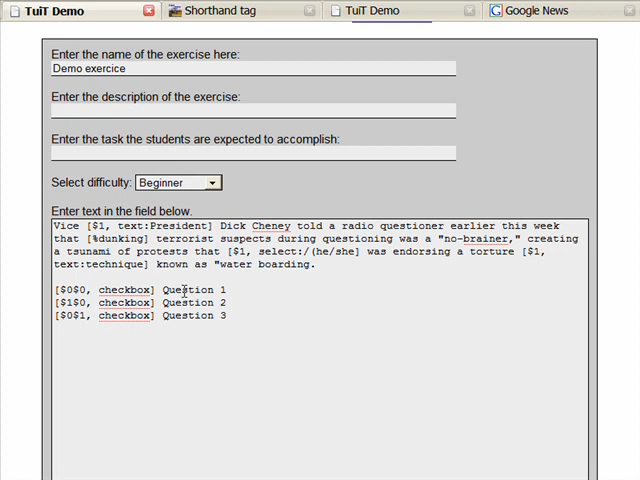 TuiT Demo
Shorthand tag
TuiT Demo
Google News
Enter the name of the exercise here:
Demo exercice
Enter the description of the exercise:
Enter the task the students are expected to accomplish:
Select difficulty: Beginner
Enter text in the field below.
Vice [$1, text:President] Dick Cheney told a radio questioner earlier this week
that [%dunking] terrorist suspects during questioning was a "no-brainer," creating
a tsunami of protests that [$1, select:/(he/she] was endorsing a torture [$1,
text:technique] known as "water boarding.
[$0$0, checkbox] Question 1
[$1$0, checkbox] Question 2
[$0$1, checkbox] Question 3